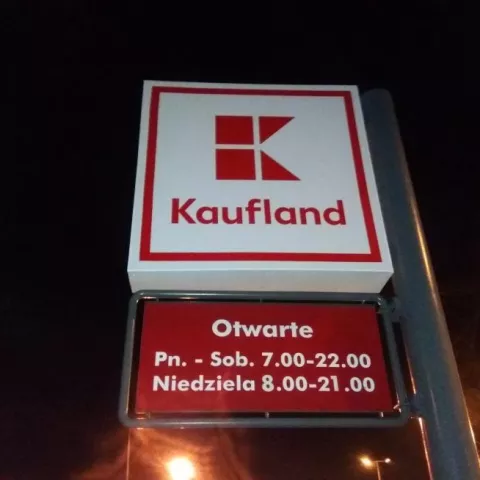 Kaufland
Otwarte
Pn. - Sob. 7.00-22.00
Niedziela 8.00-21.00